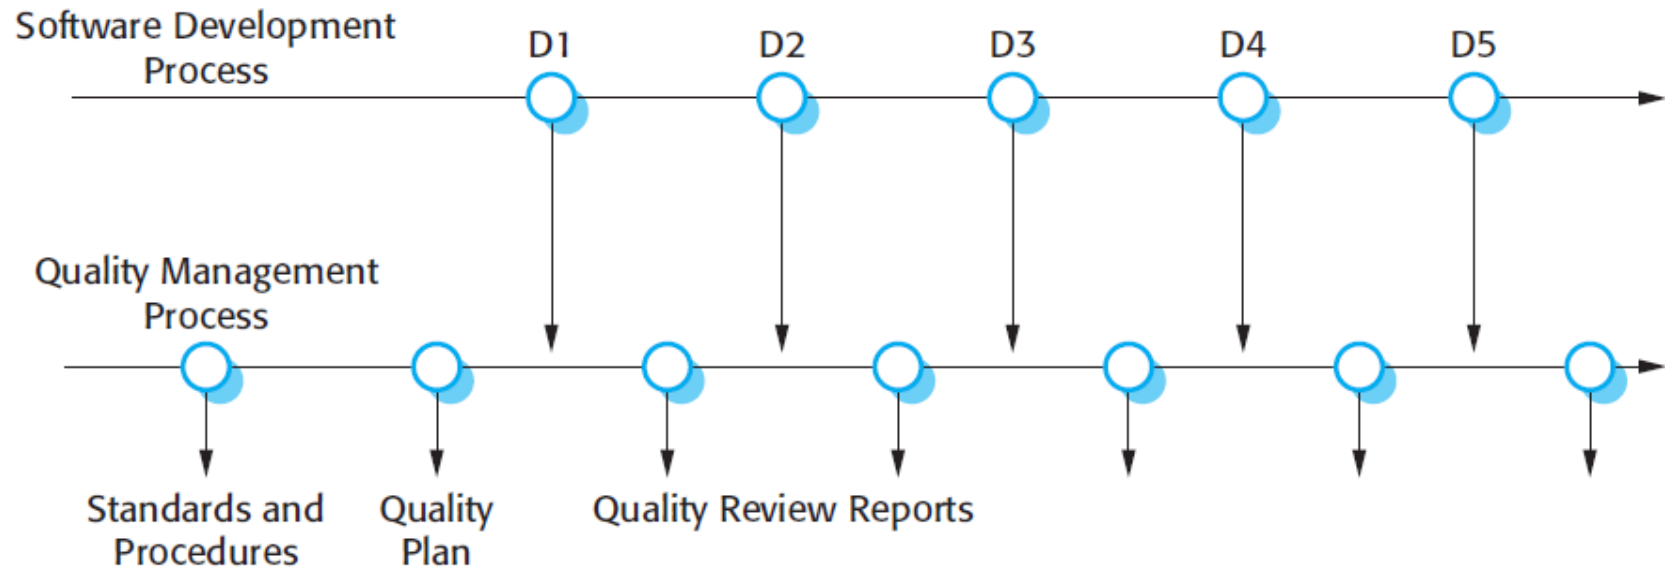 Software Development
Process
D1
D2
D3
D4
D5
Quality Management
Process
Standards and
Procedures
Quality
Plan
Quality Review Reports